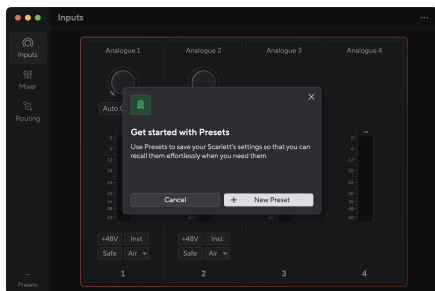 Inputs
Inputs
Mixer
Routing
Presets
Analogue 1
Analogue 2
Analogue 3
Analogue 4
Auto
Get started with Presets
Use Presets to save your Scarlett's settings so that you can
recall them effortlessly when you need them
Cancel
+ New Preset
+48V Inst
Safe Air
+48V Inst
Safe Air
1
2
3
4